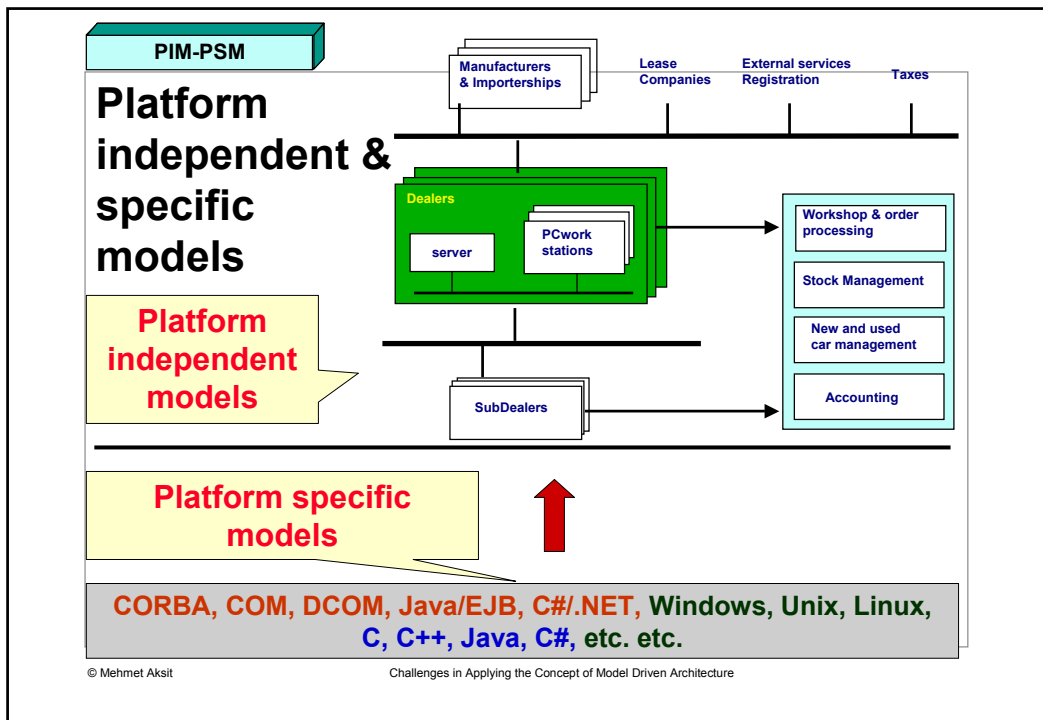 PIM-PSM
Platform
independent &
specific
models
Manufacturers
& Importerships
Lease
Companies
External services
Registration
Taxes
Dealers
server
PCwork
stations
Workshop & order
processing
Stock Management
New and used
car management
Accounting
Platform
independent
models
SubDealers
Platform specific
models
CORBA, COM, DCOM, Java/EJB, C#/.NET, Windows, Unix, Linux,
C, C++, Java, C#, etc. etc.
© Mehmet Aksit
Challenges in Applying the Concept of Model Driven Architecture